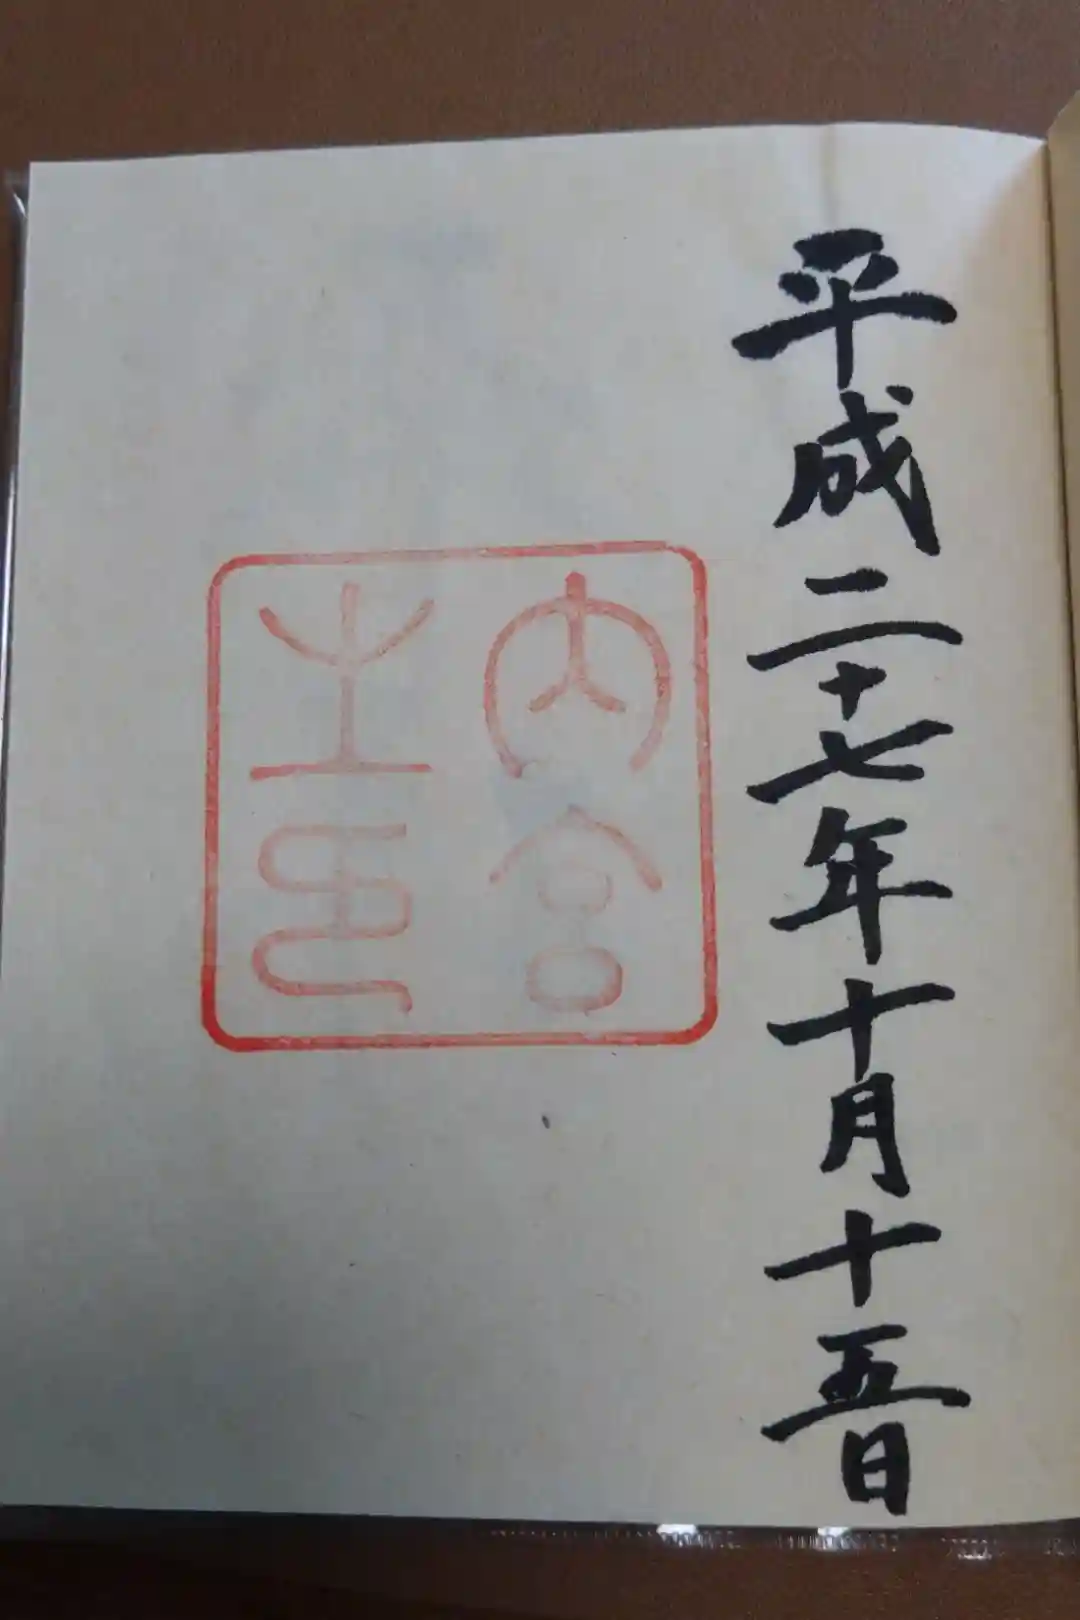 平成二十七年十月十五日
内宮
之印